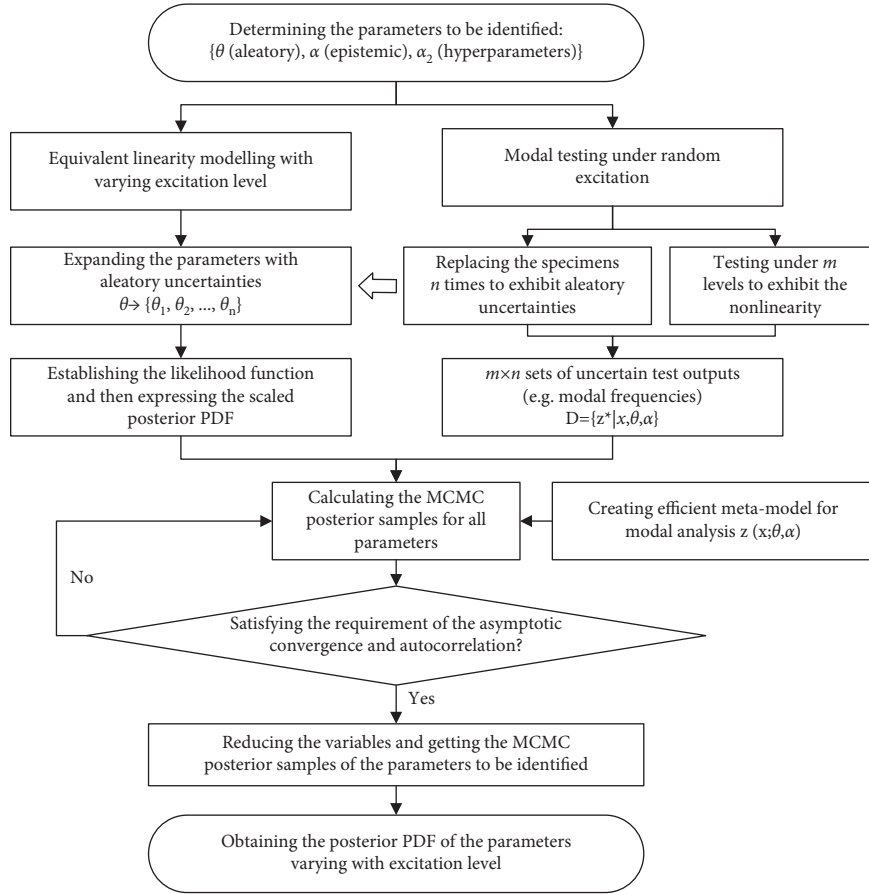 Determining the parameters to be identified:
{θ (aleatory), α (epistemic), α₂ (hyperparameters)}
Equivalent linearity modelling with
varying excitation level
Modal testing under random
excitation
Expanding the parameters with
aleatory uncertainties
θ→ {θ₁, θ₂, ..., θₙ}
Replacing the specimens
n times to exhibit aleatory
uncertainties
Testing under m
levels to exhibit the
nonlinearity
Establishing the likelihood function
and then expressing the scaled
posterior PDF
m×n sets of uncertain test outputs
(e.g. modal frequencies)
D={z*|x,θ,α}
Calculating the MCMC
posterior samples for all
parameters
Creating efficient meta-model for
modal analysis z (x;θ,α)
No
Satisfying the requirement of the asymptotic
convergence and autocorrelation?
Yes
Reducing the variables and getting the MCMC
posterior samples of the parameters to be identified
Obtaining the posterior PDF of the parameters
varying with excitation level